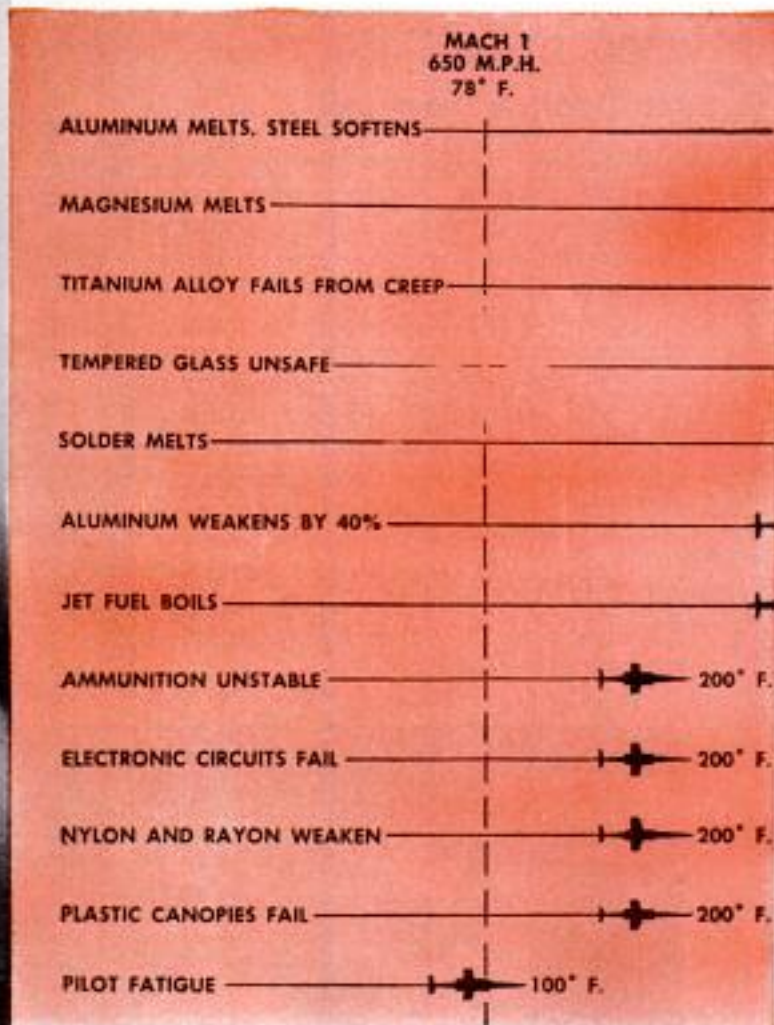 MACH 1
650 M.P.H.
78° F.
ALUMINUM MELTS. STEEL SOFTENS
MAGNESIUM MELTS
TITANIUM ALLOY FAILS FROM CREEP
TEMPERED GLASS UNSAFE
SOLDER MELTS
ALUMINUM WEAKENS BY 40%
JET FUEL BOILS
AMMUNITION UNSTABLE 200° F.
ELECTRONIC CIRCUITS FAIL 200° F.
NYLON AND RAYON WEAKEN 200° F.
PLASTIC CANOPIES FAIL 200° F.
PILOT FATIGUE 100° F.